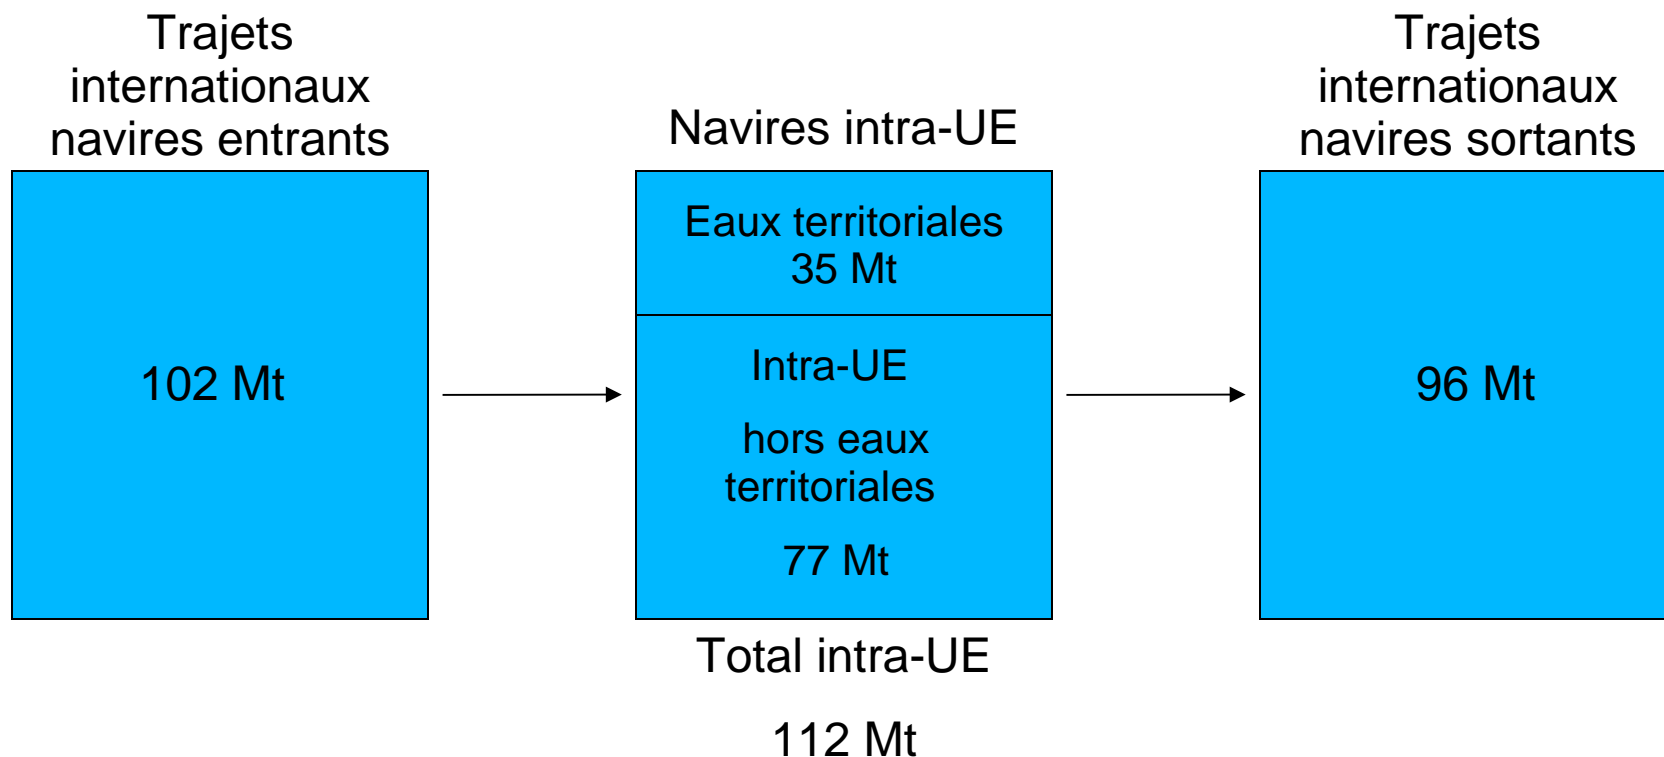 Trajets
internationaux
navires entrants
102 Mt
Navires intra-UE
Eaux territoriales
35 Mt
Intra-UE
hors eaux
territoriales
77 Mt
Total intra-UE
112 Mt
Trajets
internationaux
navires sortants
96 Mt